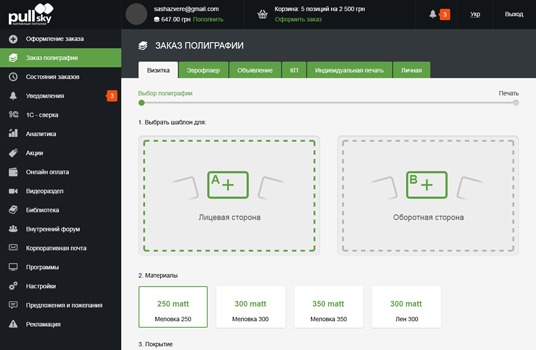 pull sky
sashazvere@gmail.com
647.00 грн Пополнить
Корзина: 5 позиций на 2 500 грн
Оформить заказ
3
Укр
Выход
Оформление заказа
Заказ полиграфии
Состояния заказов
Уведомления
3
1С - сверка
Аналитика
Акции
Онлайн оплата
Видеораздел
Библиотека
Внутренний форум
Корпоративная почта
Программы
Настройки
Предложения и пожелания
Рекламация
ЗАКАЗ ПОЛИГРАФИИ
Визитка
Еврофлаер
Объявление
КП
Индивидуальная печать
Личная
Выбор полиграфии
Печать
1. Выбрать шаблон для:
A
Лицевая сторона
B
Оборотная сторона
2. Материалы
250 matt
Меловка 250
300 matt
Меловка 300
350 matt
Меловка 350
300 matt
Лен 300
3. Покрытие